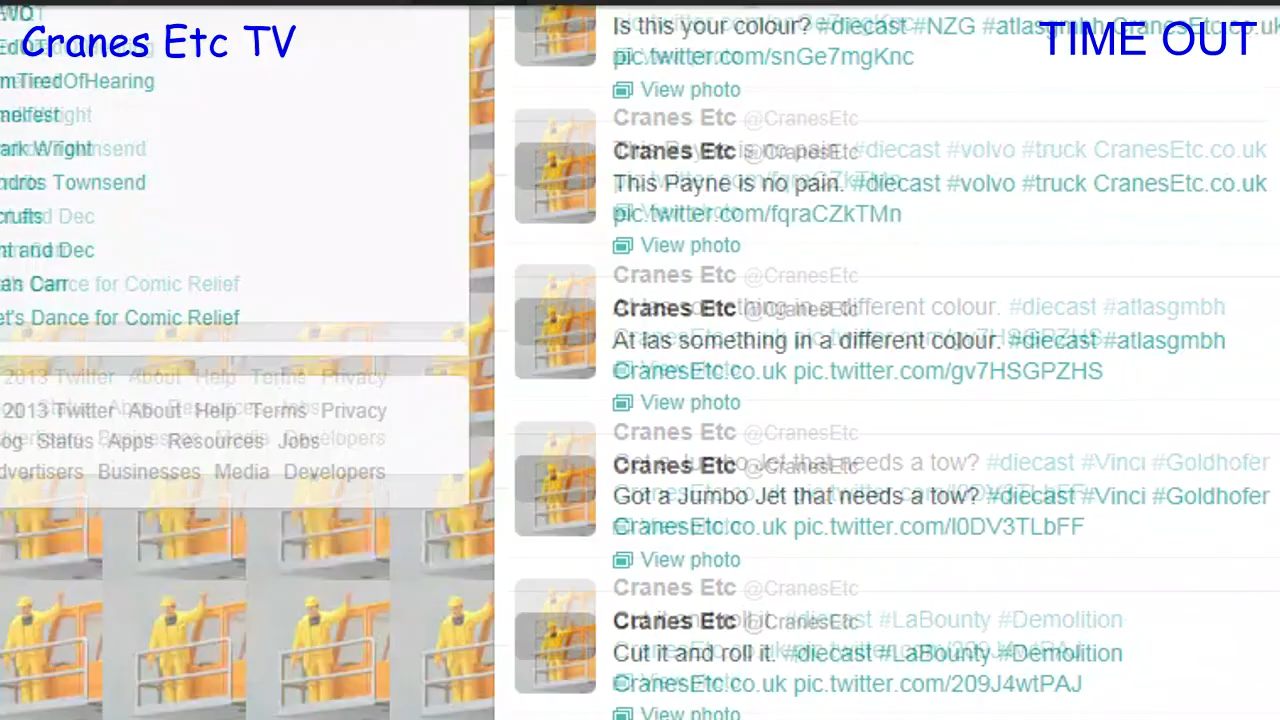 Cranes Etc TV
TIME OUT
mTiredOfHearing
ark Wright
ndros Townsend
nt and Dec
et's Dance for Comic Relief
2013 Twitter About Help Terms Privacy
og Status Apps Resources Jobs
dvertisers Businesses Media Developers
Is this your colour? #diecast #NZG #atlasgmbh CranesEtc.co.uk
pic.twitter.com/snGe7mgKnc
View photo
Cranes Etc @CranesEtc
This Payne is no pain. #diecast #volvo #truck CranesEtc.co.uk
pic.twitter.com/fqraCZkTMn
View photo
Cranes Etc @CranesEtc
At las something in a different colour. #diecast #atlasgmbh
CranesEtc.co.uk pic.twitter.com/gv7HSGPZHS
View photo
Cranes Etc @CranesEtc
Got a Jumbo Jet that needs a tow? #diecast #Vinci #Goldhofer
CranesEtc.co.uk pic.twitter.com/I0DV3TLbFF
View photo
Cranes Etc @CranesEtc
Cut it and roll it. #diecast #LaBounty #Demolition
CranesEtc.co.uk pic.twitter.com/209J4wtPAJ
View photo